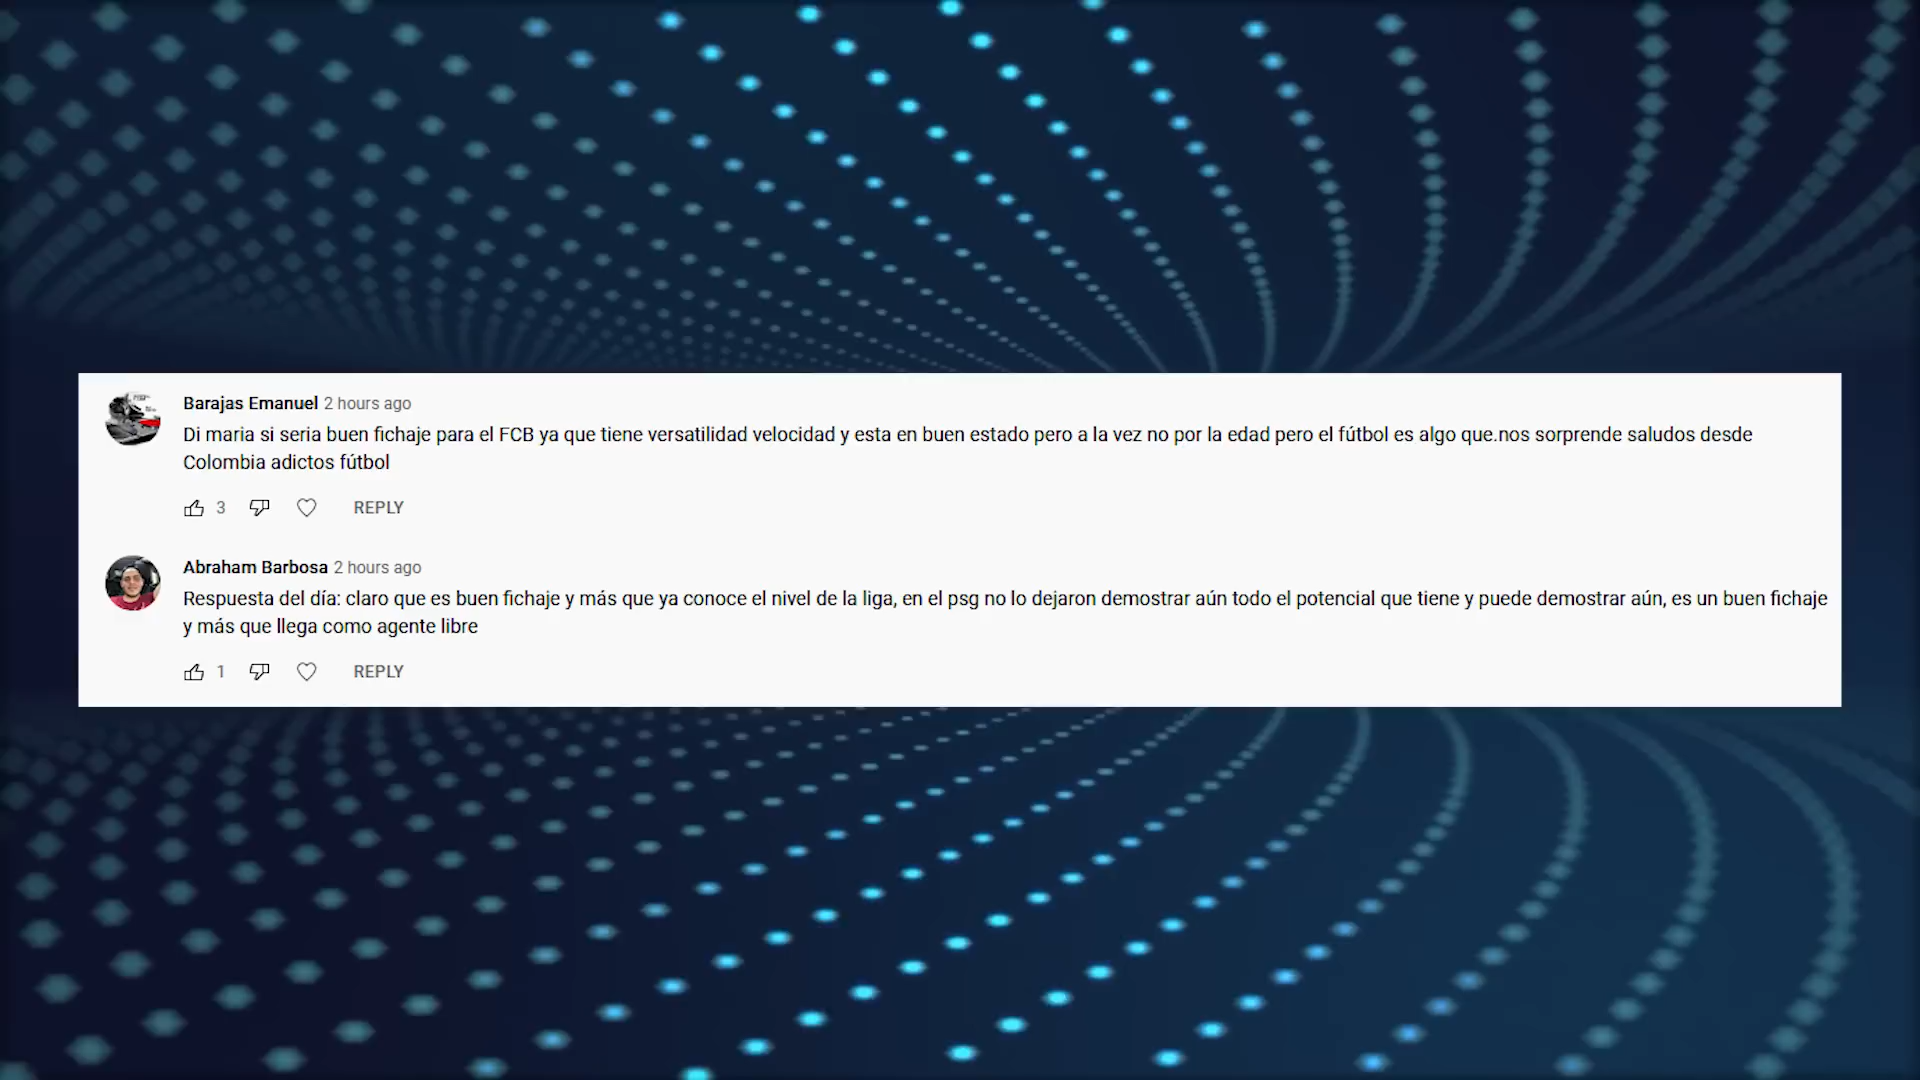 Barajas Emanuel 2 hours ago
Di maria si seria buen fichaje para el FCB ya que tiene versatilidad velocidad y esta en buen estado pero a la vez no por la edad pero el fútbol es algo que.nos sorprende saludos desde
Colombia adictos fútbol
3 REPLY
Abraham Barbosa 2 hours ago
Respuesta del día: claro que es buen fichaje y más que ya conoce el nivel de la liga, en el psg no lo dejaron demostrar aún todo el potencial que tiene y puede demostrar aún, es un buen fichaje
y más que llega como agente libre
1 REPLY